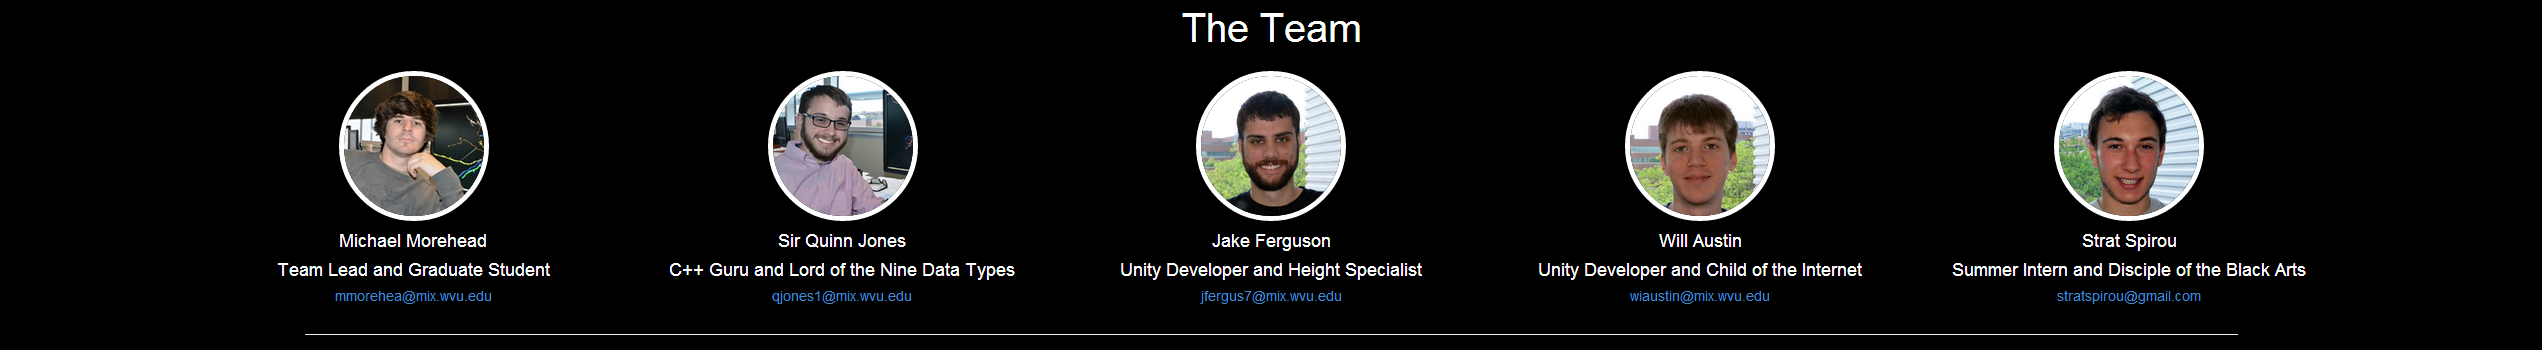 The Team
Michael Morehead
Team Lead and Graduate Student
mmorehea@mix.wvu.edu
Sir Quinn Jones
C++ Guru and Lord of the Nine Data Types
qjones1@mix.wvu.edu
Jake Ferguson
Unity Developer and Height Specialist
jfergus7@mix.wvu.edu
Will Austin
Unity Developer and Child of the Internet
wiaustin@mix.wvu.edu
Strat Spirou
Summer Intern and Disciple of the Black Arts
stratspirou@gmail.com